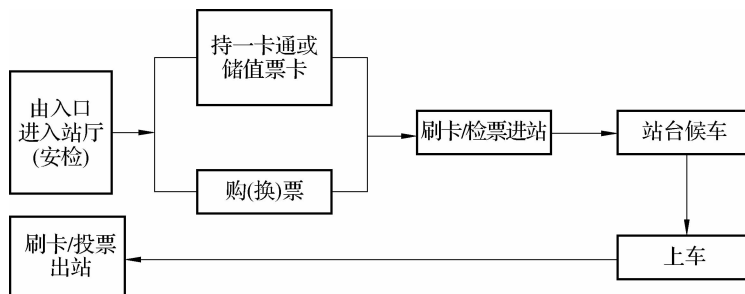 由入口
进入站厅
(安检)
持一卡通或
储值票卡
购(换)票
刷卡/检票进站
站台候车
上车
刷卡/投票
出站